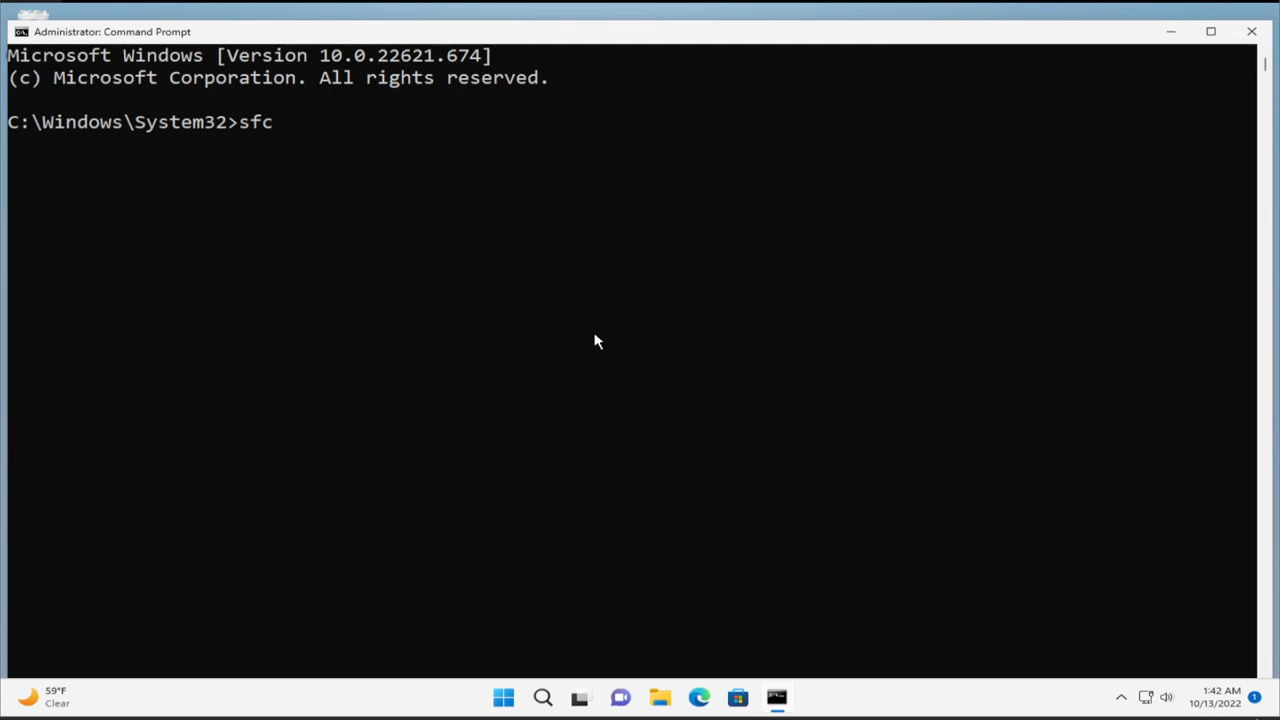 Administrator: Command Prompt
Microsoft Windows [Version 10.0.22621.674]
(c) Microsoft Corporation. All rights reserved.
C:\Windows\System32>sfc
59°F
Clear
1:42 AM
10/13/2022
1